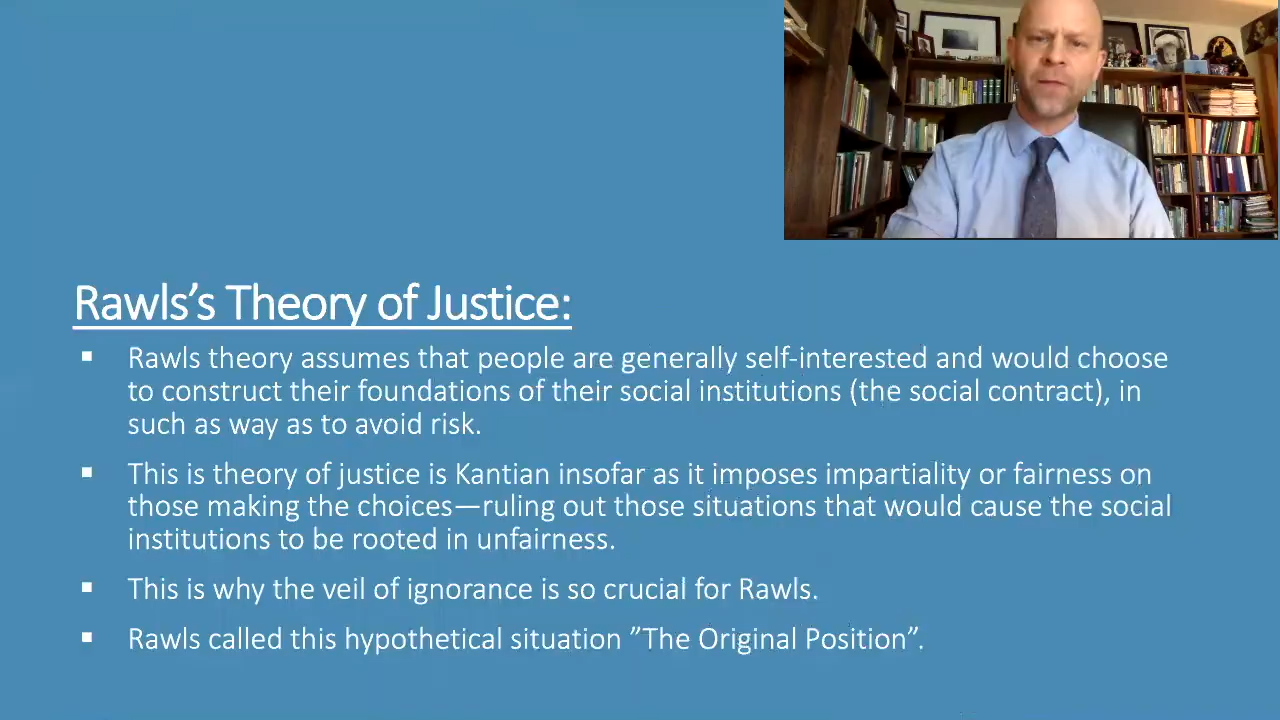 Rawls’s Theory of Justice:
▪ Rawls theory assumes that people are generally self-interested and would choose
to construct their foundations of their social institutions (the social contract), in
such as way as to avoid risk.
▪ This is theory of justice is Kantian insofar as it imposes impartiality or fairness on
those making the choices—ruling out those situations that would cause the social
institutions to be rooted in unfairness.
▪ This is why the veil of ignorance is so crucial for Rawls.
▪ Rawls called this hypothetical situation ”The Original Position”.